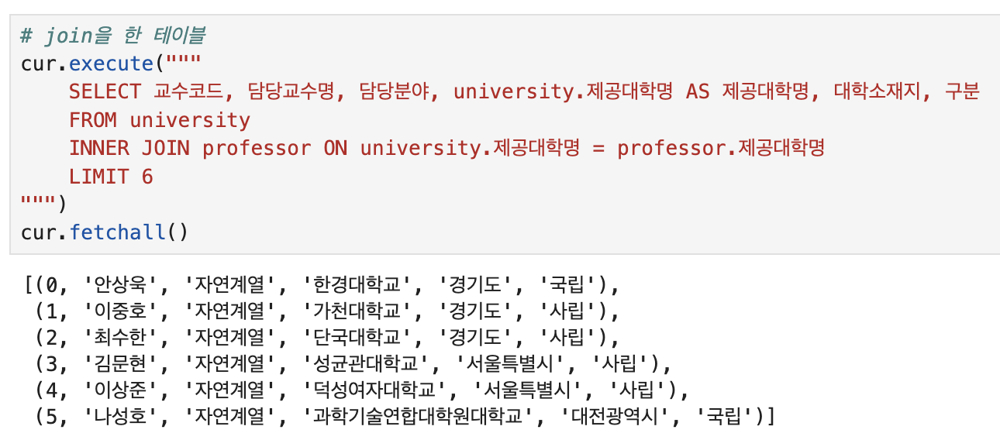 # join을 한 테이블
cur.execute("""
    SELECT 교수코드, 담당교수명, 담당분야, university.제공대학명 AS 제공대학명, 대학소재지, 구분
    FROM university
    INNER JOIN professor ON university.제공대학명 = professor.제공대학명
    LIMIT 6
""")
cur.fetchall()
[(0, '안상욱', '자연계열', '한경대학교', '경기도', '국립'),
 (1, '이중호', '자연계열', '가천대학교', '경기도', '사립'),
 (2, '최수한', '자연계열', '단국대학교', '경기도', '사립'),
 (3, '김문현', '자연계열', '성균관대학교', '서울특별시', '사립'),
 (4, '이상준', '자연계열', '덕성여자대학교', '서울특별시', '사립'),
 (5, '나성호', '자연계열', '과학기술연합대학원대학교', '대전광역시', '국립')]